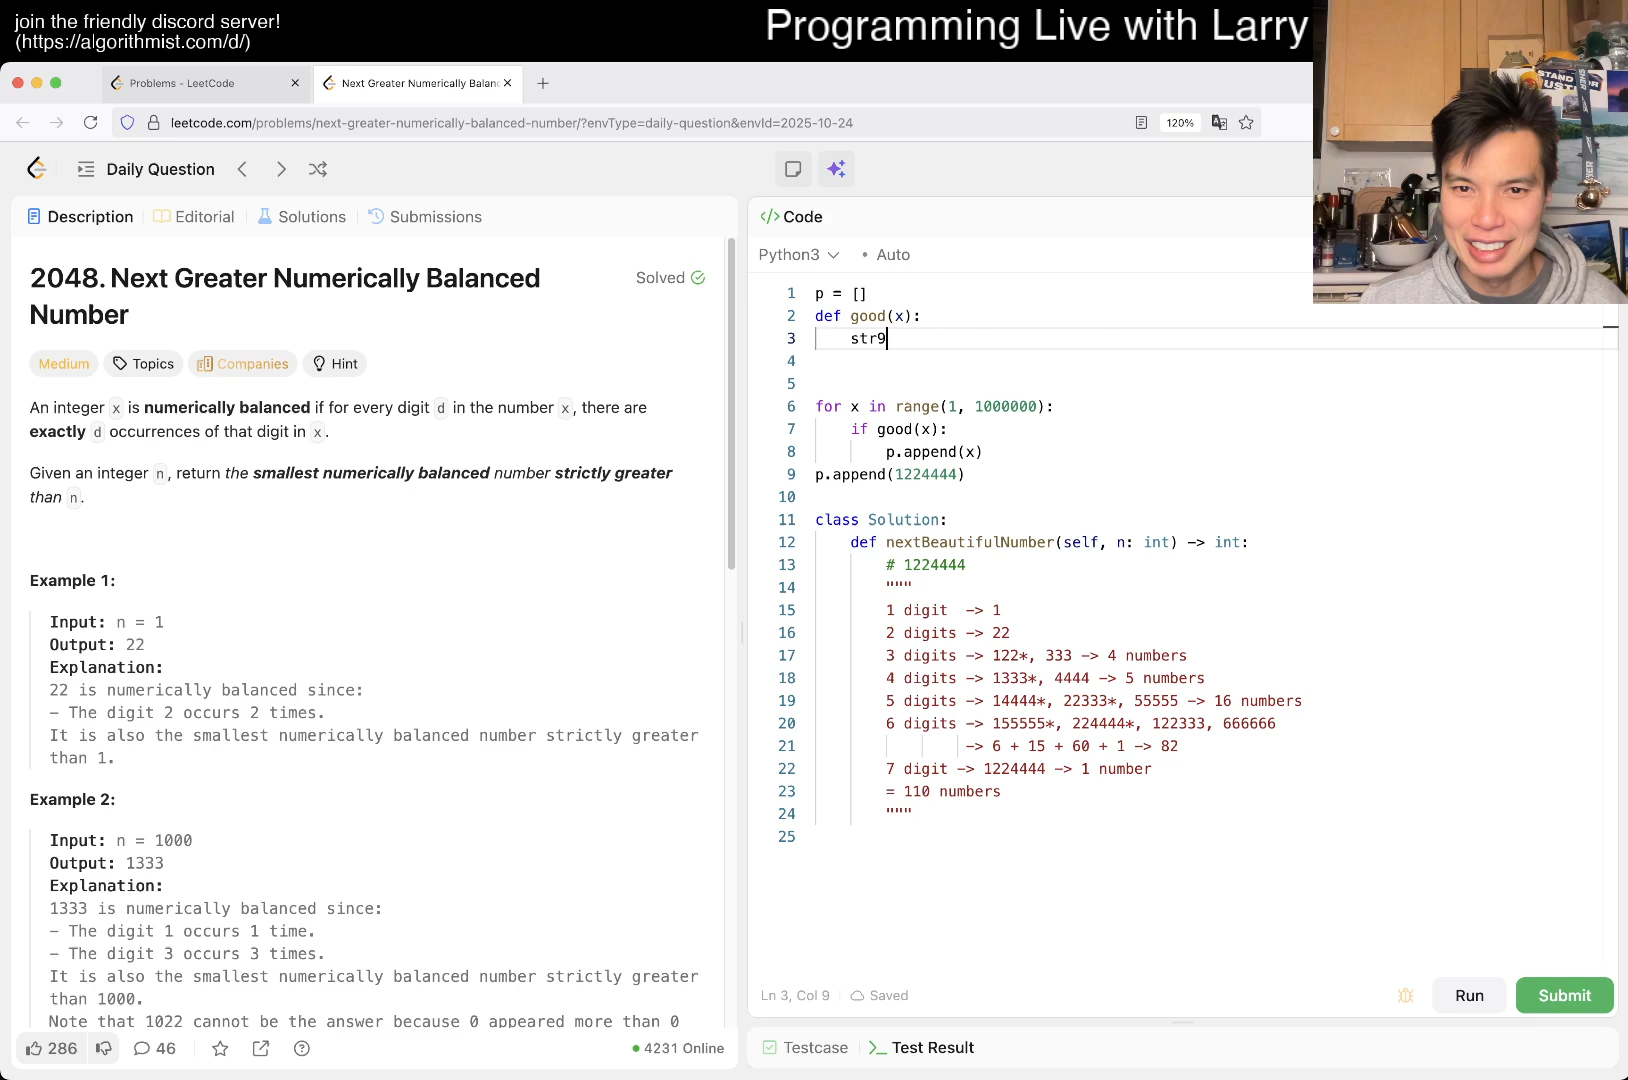 join the friendly discord server!
(https://algorithmist.com/d/)
Programming Live with Larry
Problems - LeetCode
Next Greater Numerically Balanc
leetcode.com/problems/next-greater-numerically-balanced-number/?envType=daily-question&envId=2025-10-24
120%
Daily Question
Description
Editorial
Solutions
Submissions
2048. Next Greater Numerically Balanced
Number
Solved
Medium
Topics
Companies
Hint
An integer x is numerically balanced if for every digit d in the number x, there are
exactly d occurrences of that digit in x.
Given an integer n, return the smallest numerically balanced number strictly greater
than n.
Example 1:
Input: n = 1
Output: 22
Explanation:
22 is numerically balanced since:
- The digit 2 occurs 2 times.
It is also the smallest numerically balanced number strictly greater
than 1.
Example 2:
Input: n = 1000
Output: 1333
Explanation:
1333 is numerically balanced since:
- The digit 1 occurs 1 time.
- The digit 3 occurs 3 times.
It is also the smallest numerically balanced number strictly greater
than 1000.
Note that 1022 cannot be the answer because 0 appeared more than 0
286
46
4231 Online
</> Code
Python3
• Auto
1 p = []
2 def good(x):
3 str9
4
5
6 for x in range(1, 1000000):
7 if good(x):
8 p.append(x)
9 p.append(1224444)
10
11 class Solution:
12 def nextBeautifulNumber(self, n: int) -> int:
13 # 1224444
14 """
15 1 digit -> 1
16 2 digits -> 22
17 3 digits -> 122*, 333 -> 4 numbers
18 4 digits -> 1333*, 4444 -> 5 numbers
19 5 digits -> 14444*, 22333*, 55555 -> 16 numbers
20 6 digits -> 155555*, 224444*, 122333, 666666
21 -> 6 + 15 + 60 + 1 -> 82
22 7 digit -> 1224444 -> 1 number
23 = 110 numbers
24 """
25
Ln 3, Col 9
Saved
Run
Submit
Testcase
Test Result